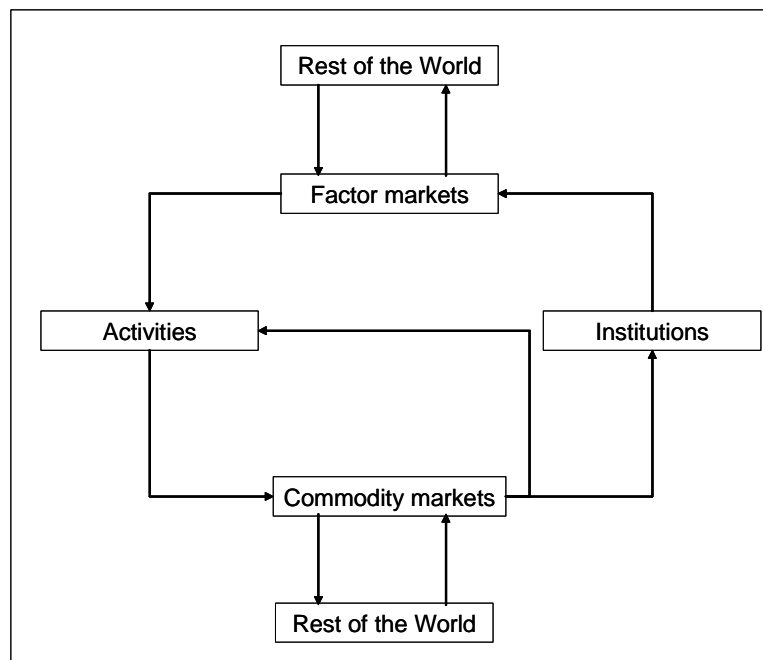 Rest of the World
Factor markets
Activities
Institutions
Commodity markets
Rest of the World